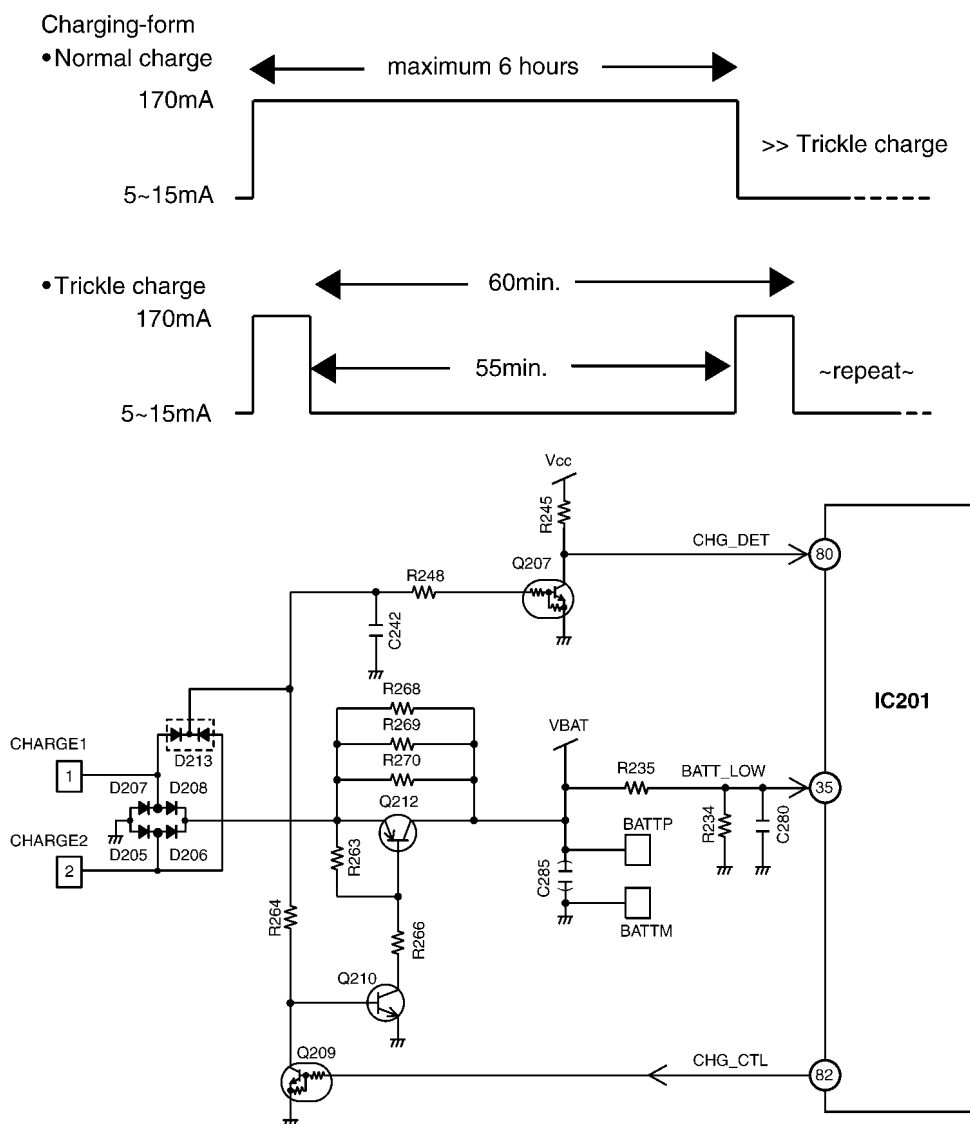 Charging-form
•Normal charge
maximum 6 hours
170mA
>> Trickle charge
5~15mA
•Trickle charge
60min.
170mA
55min.
~repeat~
5~15mA
Vcc
R245
CHG_DET
80
Q207
R248
C242
R268
R269
R270
Q212
D213
CHARGE1
1
D207
D208
CHARGE2
2
D205
D206
R263
R264
R266
Q210
Q209
VBAT
R235
BATT_LOW
35
R234
C280
BATTP
C285
BATTM
IC201
CHG_CTL
82